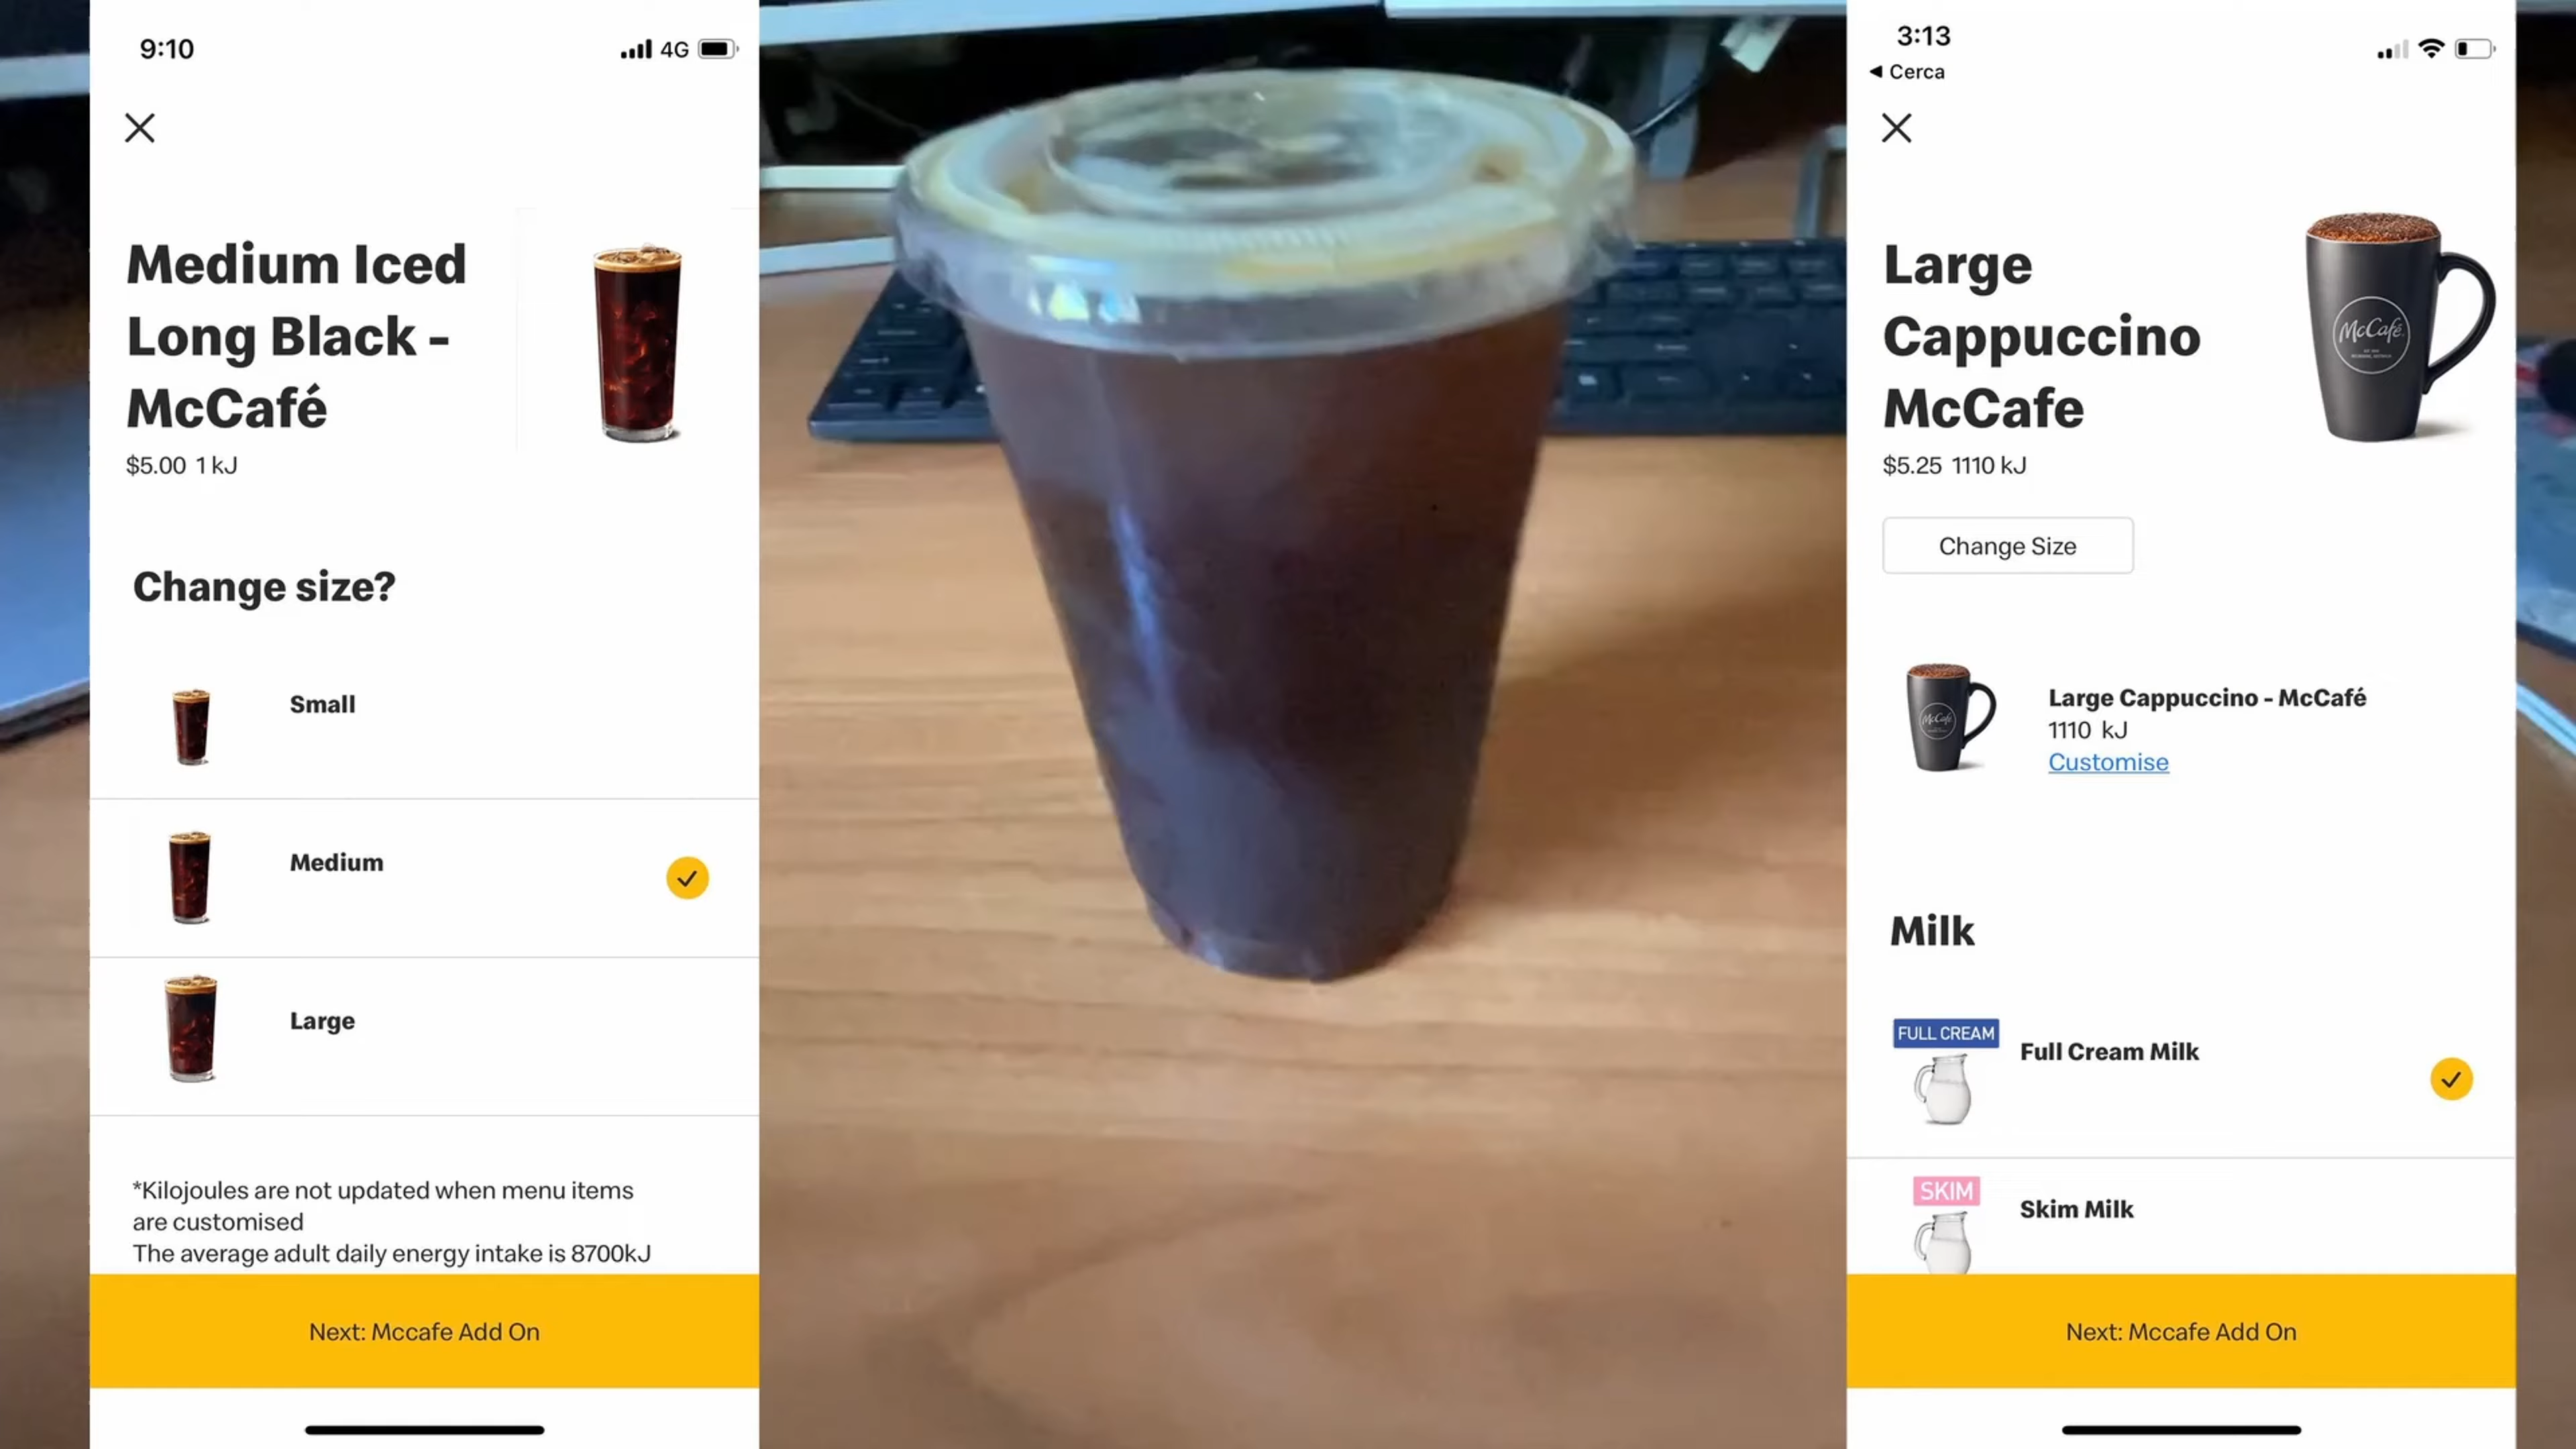 9:10
4G
Medium Iced
Long Black -
McCafé
$5.00 1 kJ
Change size?
Small
Medium
Large
*Kilojoules are not updated when menu items
are customised
The average adult daily energy intake is 8700kJ
Next: Mccafe Add On
3:13
◀ Cerca
Large
Cappuccino
McCafe
$5.25 1110 kJ
McCafé
Change Size
McCafé
Large Cappuccino - McCafé
1110 kJ
Customise
Milk
FULL CREAM
Full Cream Milk
SKIM
Skim Milk
Next: Mccafe Add On